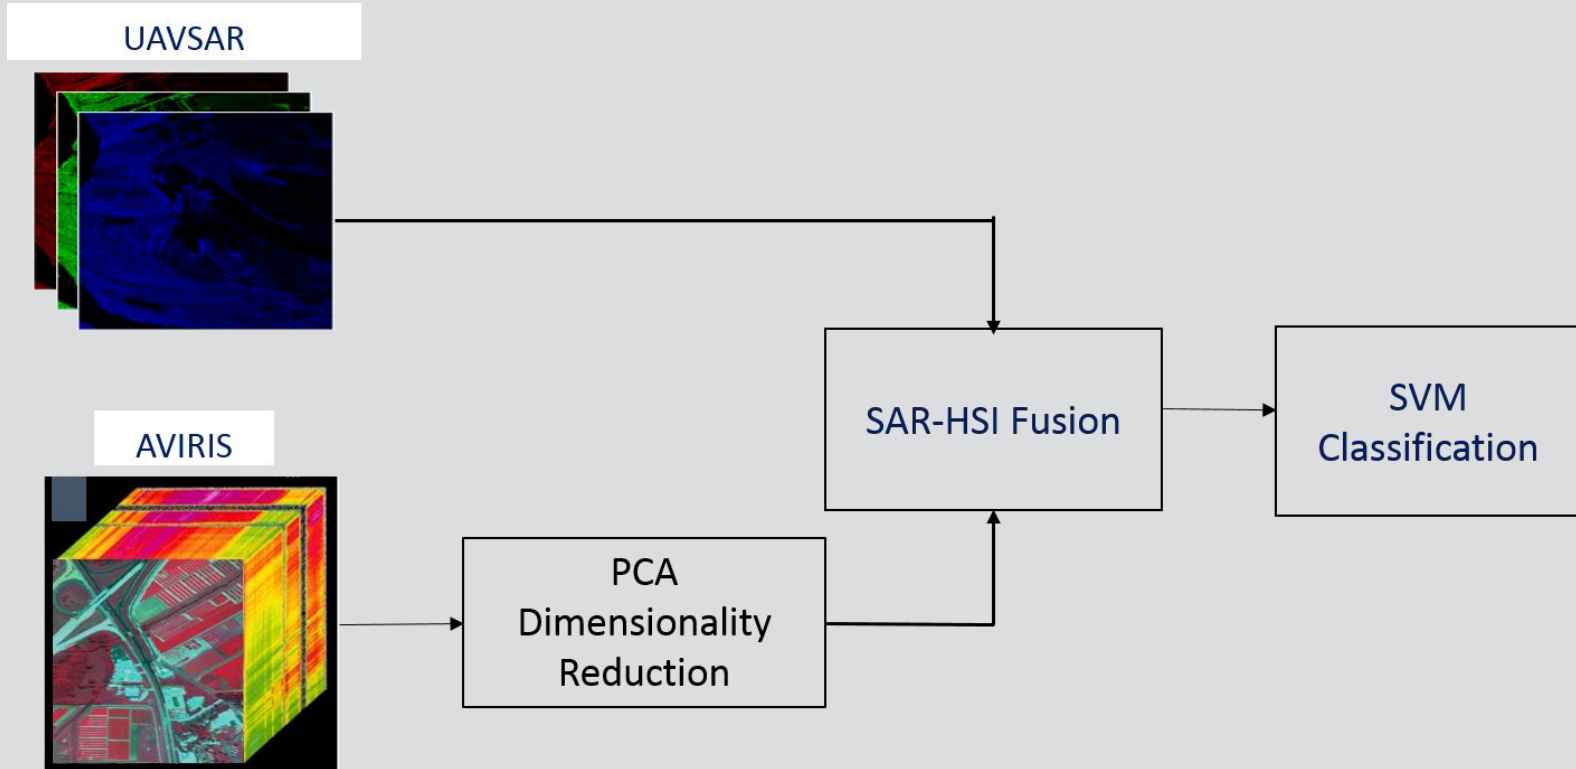 UAVSAR
AVIRIS
PCA
Dimensionality
Reduction
SAR-HSI Fusion
SVM
Classification